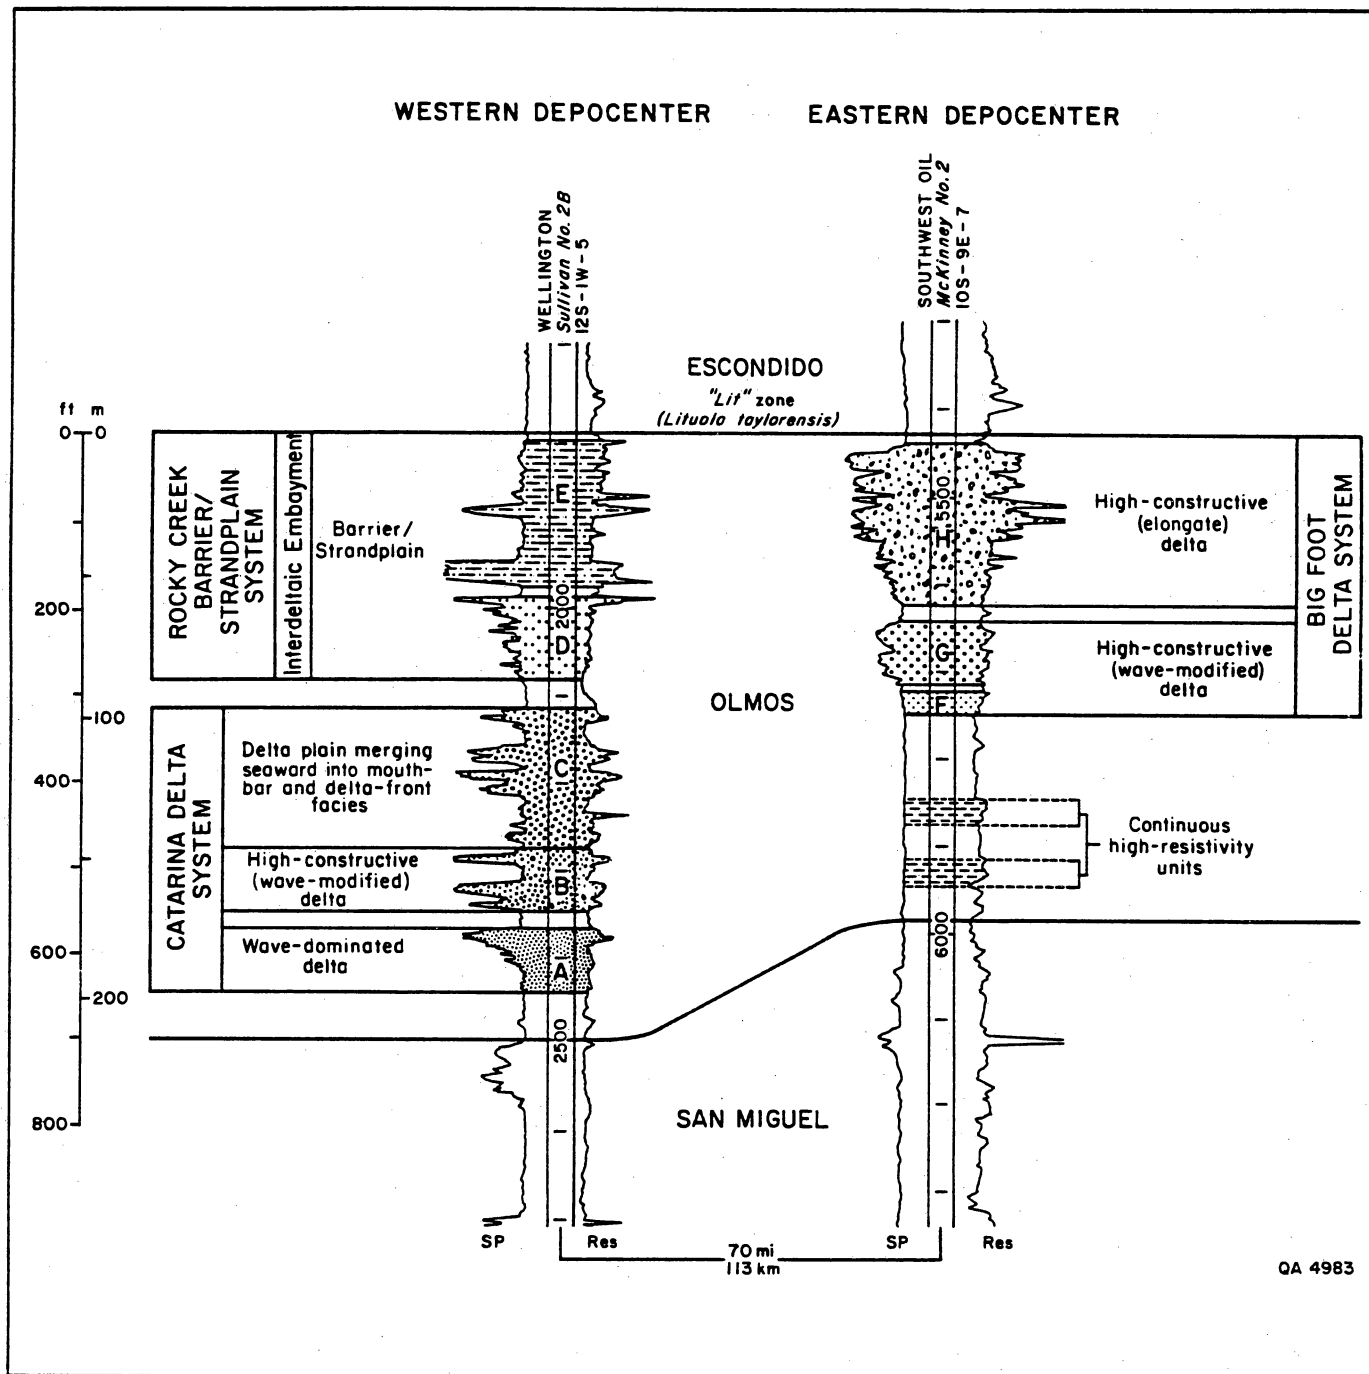 WESTERN DEPOCENTER
EASTERN DEPOCENTER
WELLINGTON
Sullivan No. 2B
12S-1W-5
SOUTHWEST OIL
McKinney No. 2
10S-9E-7
ESCONDIDO
"Lit" zone
(Lituola taylorensis)
ft m
0 0
200
100
400
600
200
800
ROCKY CREEK
BARRIER/
STRANDPLAIN
SYSTEM
Interdeltaic Embayment
Barrier/
Strandplain
E
2000
D
CATARINA DELTA
SYSTEM
Delta plain merging
seaward into mouth-
bar and delta-front
facies
C
High-constructive
(wave-modified)
delta
B
Wave-dominated
delta
A
2500
OLMOS
SAN MIGUEL
5500
H
G
F
6000
High-constructive
(elongate)
delta
High-constructive
(wave-modified)
delta
BIG FOOT
DELTA SYSTEM
Continuous
high-resistivity
units
SP
Res
SP
Res
70 mi
113 km
QA 4983